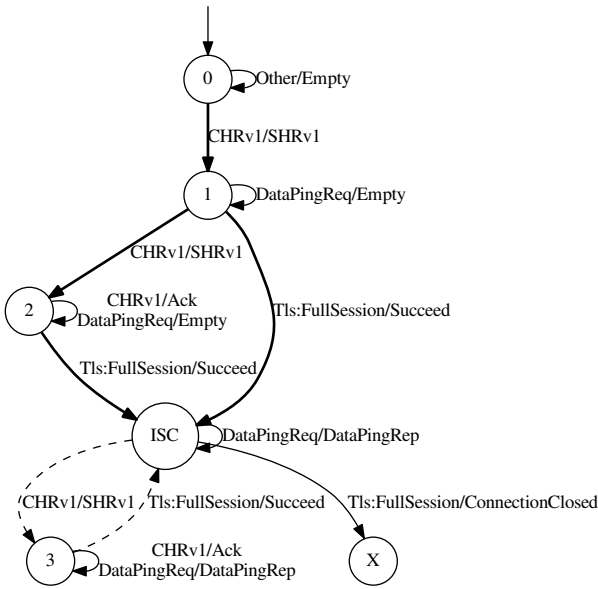 0
Other/Empty
CHRv1/SHRv1
1
DataPingReq/Empty
CHRv1/SHRv1
2
CHRv1/Ack
DataPingReq/Empty
Tls:FullSession/Succeed
Tls:FullSession/Succeed
ISC
DataPingReq/DataPingRep
CHRv1/SHRv1
Tls:FullSession/Succeed
Tls:FullSession/ConnectionClosed
3
CHRv1/Ack
DataPingReq/DataPingRep
X